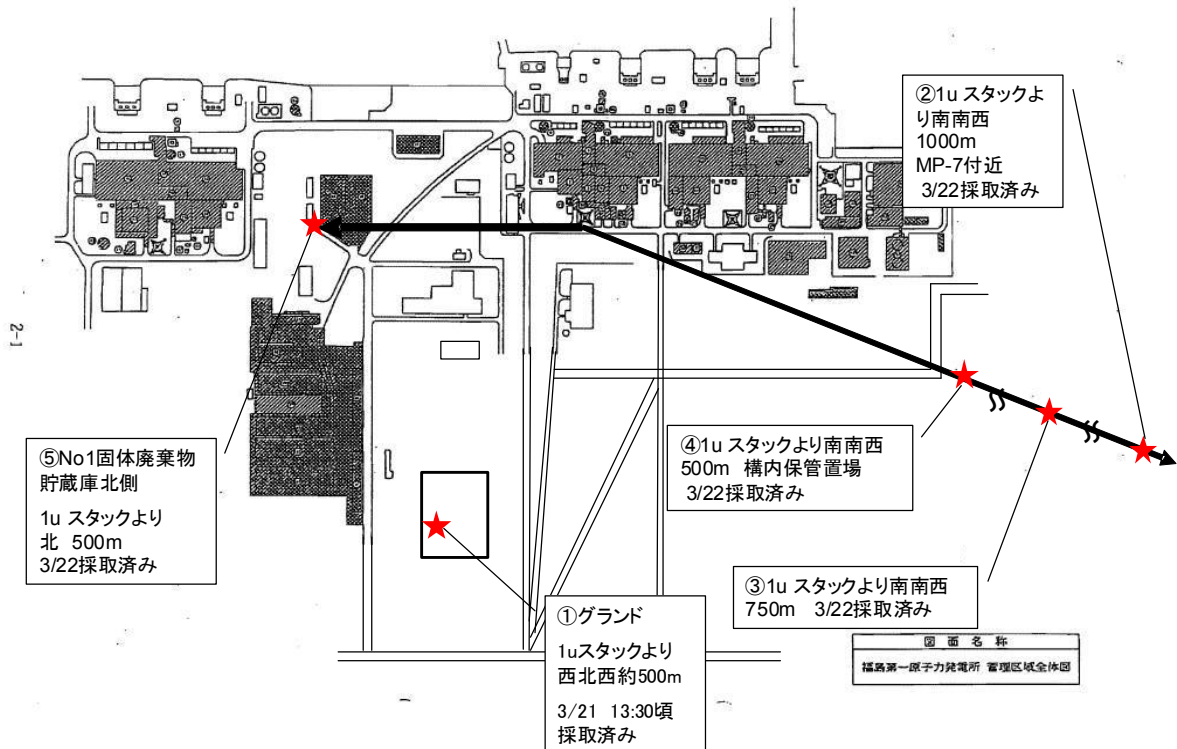 ②1u スタックよ
り南南西
1000m
MP-7付近
3/22採取済み
2-1
④1u スタックより南南西
500m 構内保管置場
3/22採取済み
⑤No1固体廃棄物
貯蔵庫北側
1u スタックより
北 500m
3/22採取済み
③1u スタックより南南西
750m 3/22採取済み
①グランド
1uスタックより
西北西約500m
3/21 13:30頃
採取済み
図面名称
福島第一原子力発電所 管理区域全体図